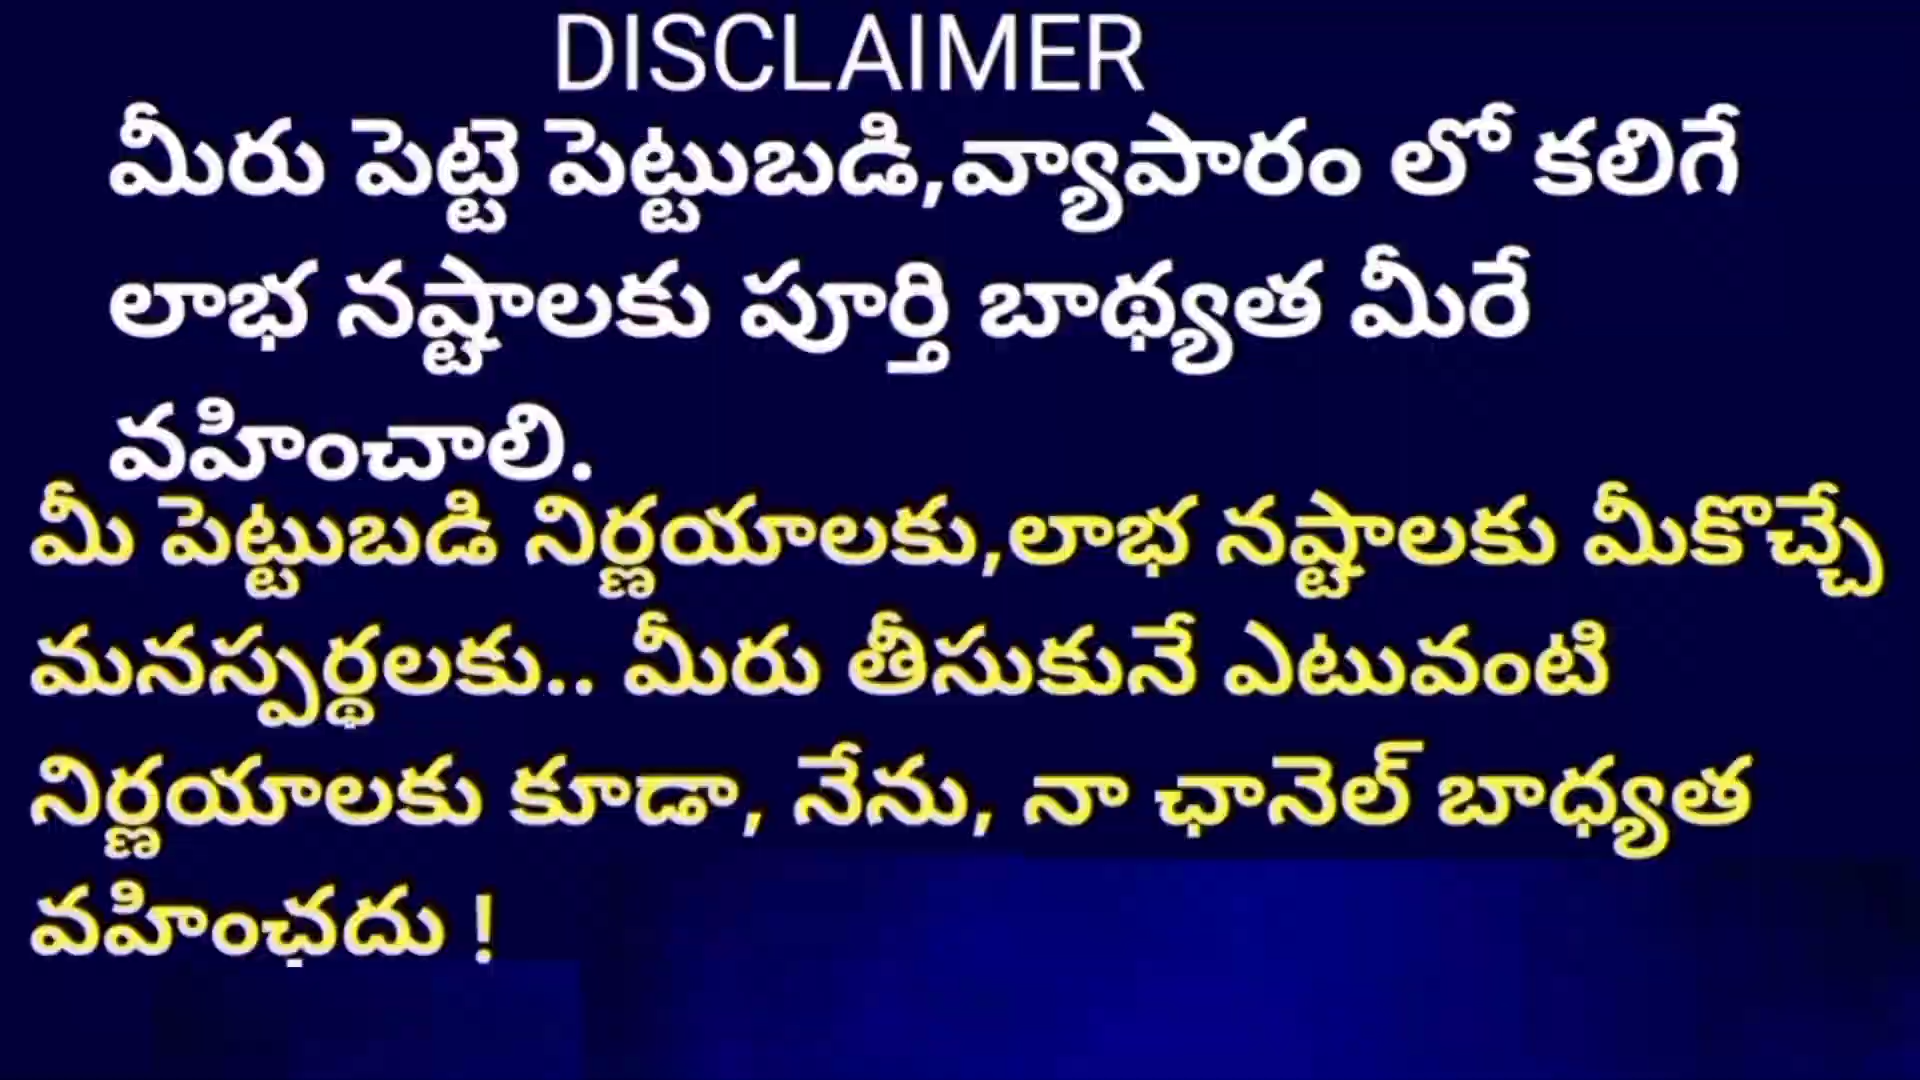 DISCLAIMER
మీరు పెట్టె పెట్టుబడి,వ్యాపారం లో కలిగే
లాభ నష్టాలకు పూర్తి బాథ్యత మీరే
వహించాలి.
మీ పెట్టుబడి నిర్ణయాలకు,లాభ నష్టాలకు మీకొచ్చే
మనస్పర్థలకు.. మీరు తీసుకునే ఎటువంటి
నిర్ణయాలకు కూడా, నేను, నా ఛానెల్ బాధ్యత
వహింఛదు !